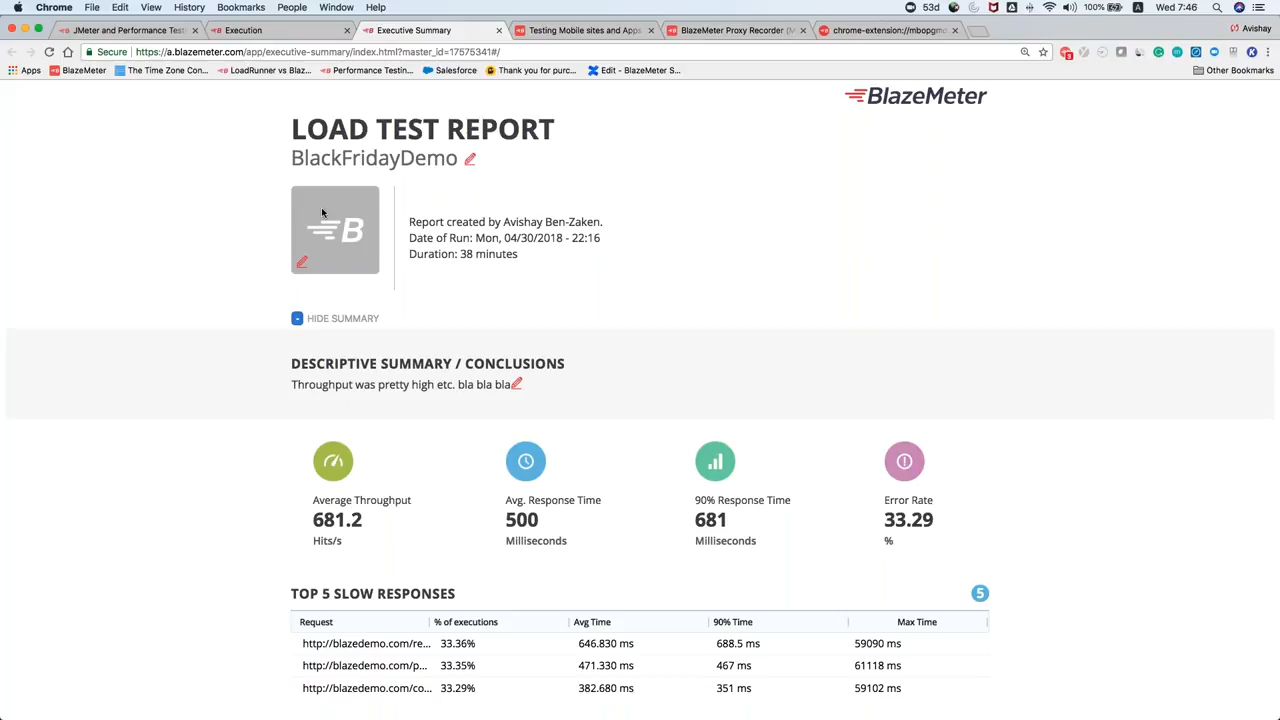 Chrome File Edit View History Bookmarks People Window Help 53d 100% Wed 7:46
JMeter and Performance Testi Execution Executive Summary Testing Mobile sites and Apps BlazeMeter Proxy Recorder (M chrome-extension://mbopgmd Avishay
Secure https://a.blazemeter.com/app/executive-summary/index.html?master_id=17575341#/
Apps BlazeMeter The Time Zone Con... LoadRunner vs Blaz... Performance Testin... Salesforce Thank you for purc... Edit - BlazeMeter S... Other Bookmarks
BlazeMeter
LOAD TEST REPORT
BlackFridayDemo
B
Report created by Avishay Ben-Zaken.
Date of Run: Mon, 04/30/2018 - 22:16
Duration: 38 minutes
- HIDE SUMMARY
DESCRIPTIVE SUMMARY / CONCLUSIONS
Throughput was pretty high etc. bla bla bla
Average Throughput Avg. Response Time 90% Response Time Error Rate
681.2 500 681 33.29
Hits/s Milliseconds Milliseconds %
TOP 5 SLOW RESPONSES 5
Request % of executions Avg Time 90% Time Max Time
http://blazedemo.com/re... 33.36% 646.830 ms 688.5 ms 59090 ms
http://blazedemo.com/p... 33.35% 471.330 ms 467 ms 61118 ms
http://blazedemo.com/co... 33.29% 382.680 ms 351 ms 59102 ms